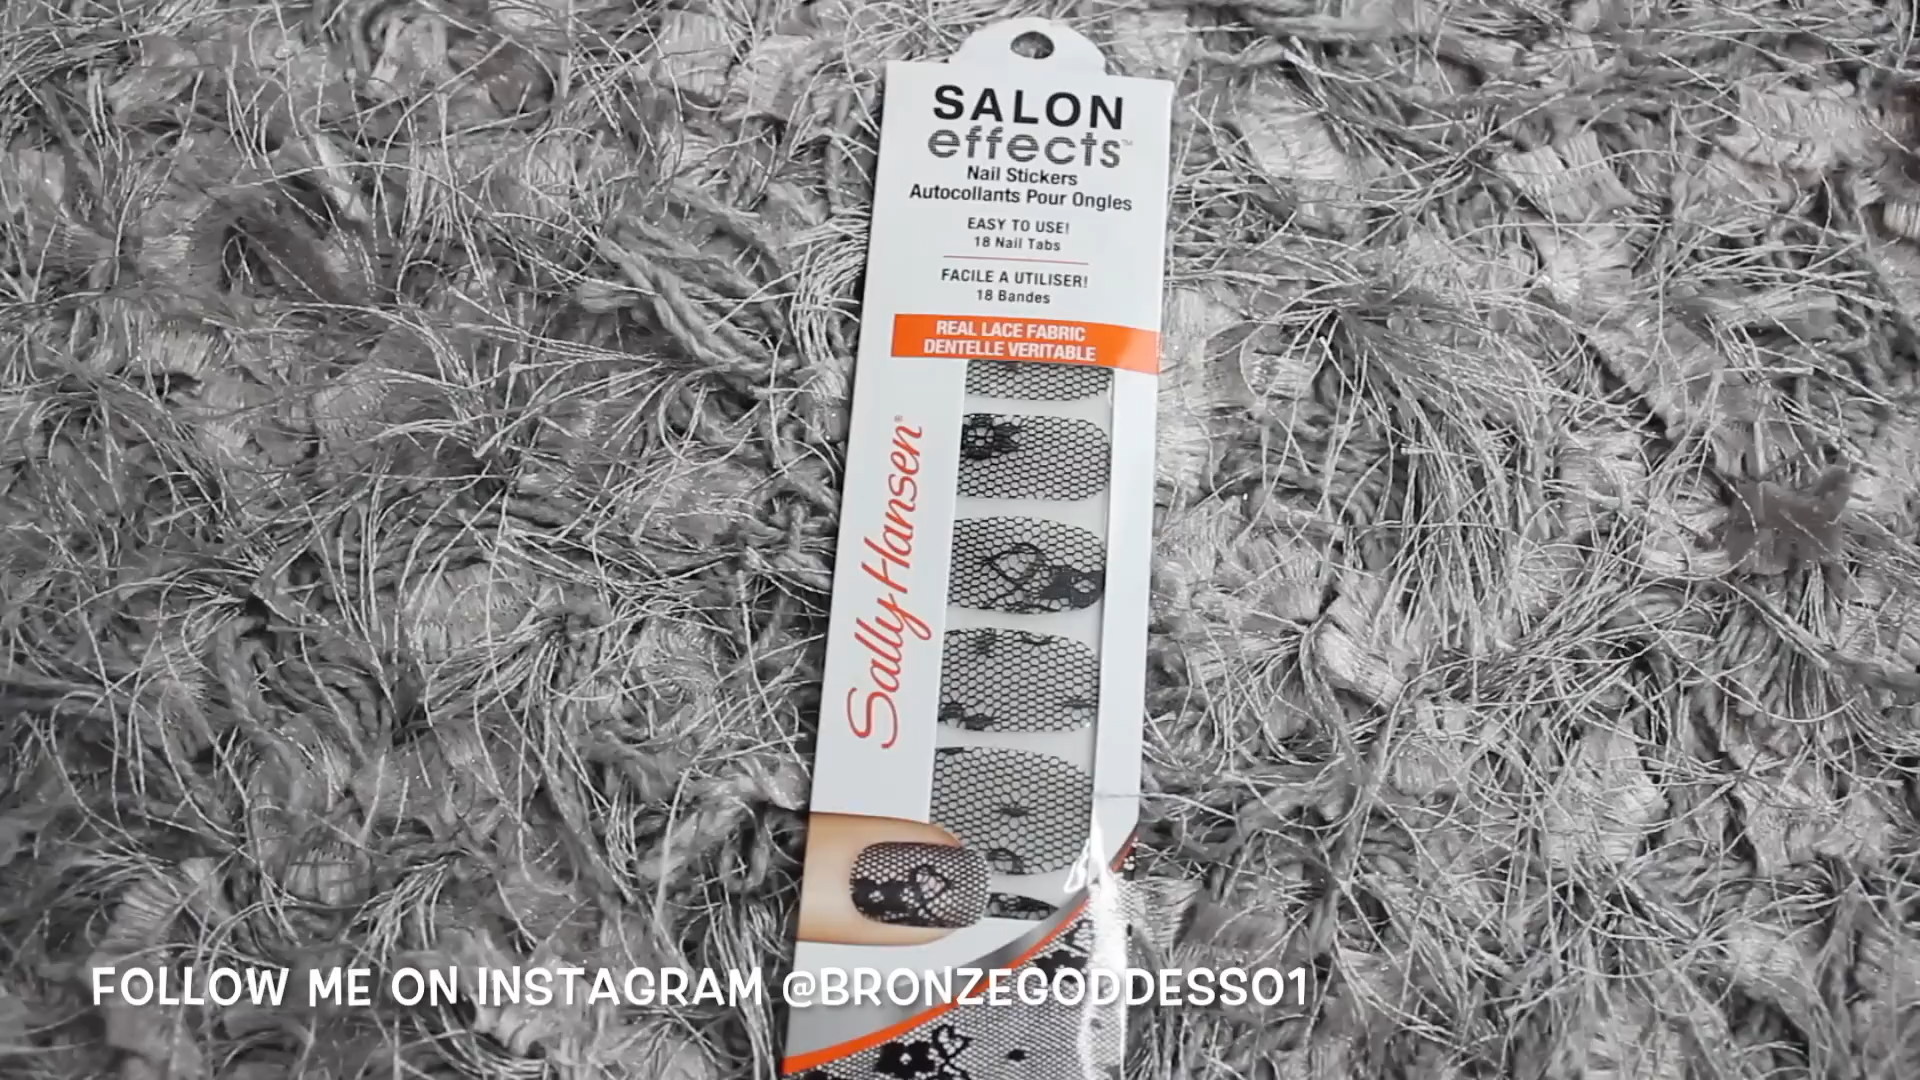 SALON
effects™
Nail Stickers
Autocollants Pour Ongles
EASY TO USE!
18 Nail Tabs
FACILE A UTILISER!
18 Bandes
REAL LACE FABRIC
DENTELLE VERITABLE
Sally Hansen®
FOLLOW ME ON INSTAGRAM @BRONZEGODDESS01